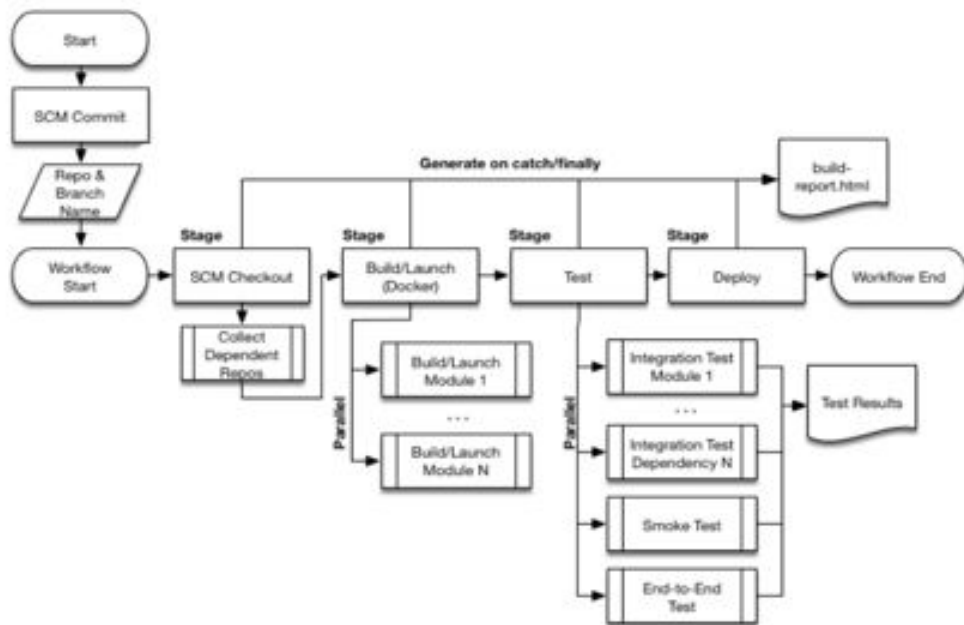 Start
SCM Commit
Repo &
Branch
Name
Workflow
Start
Generate on catch/finally
build-
report.html
Stage
SCM Checkout
Collect
Dependent
Repos
Stage
Build/Launch
(Docker)
Parallel
Build/Launch
Module 1
...
Build/Launch
Module N
Stage
Test
Parallel
Integration Test
Module 1
...
Integration Test
Dependency N
Smoke Test
End-to-End
Test
Test Results
Stage
Deploy
Workflow End